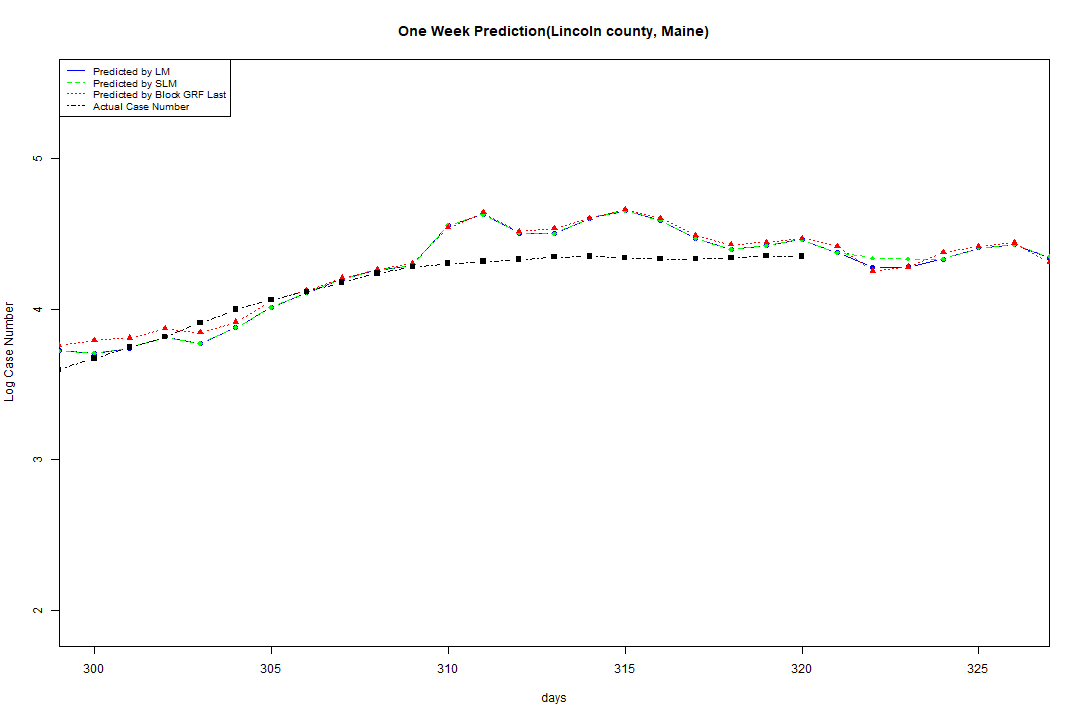 One Week Prediction(Lincoln county, Maine)
Predicted by LM
Predicted by SLM
Predicted by Block GRF Last
Actual Case Number
5
4
3
2
Log Case Number
300 305 310 315 320 325
days